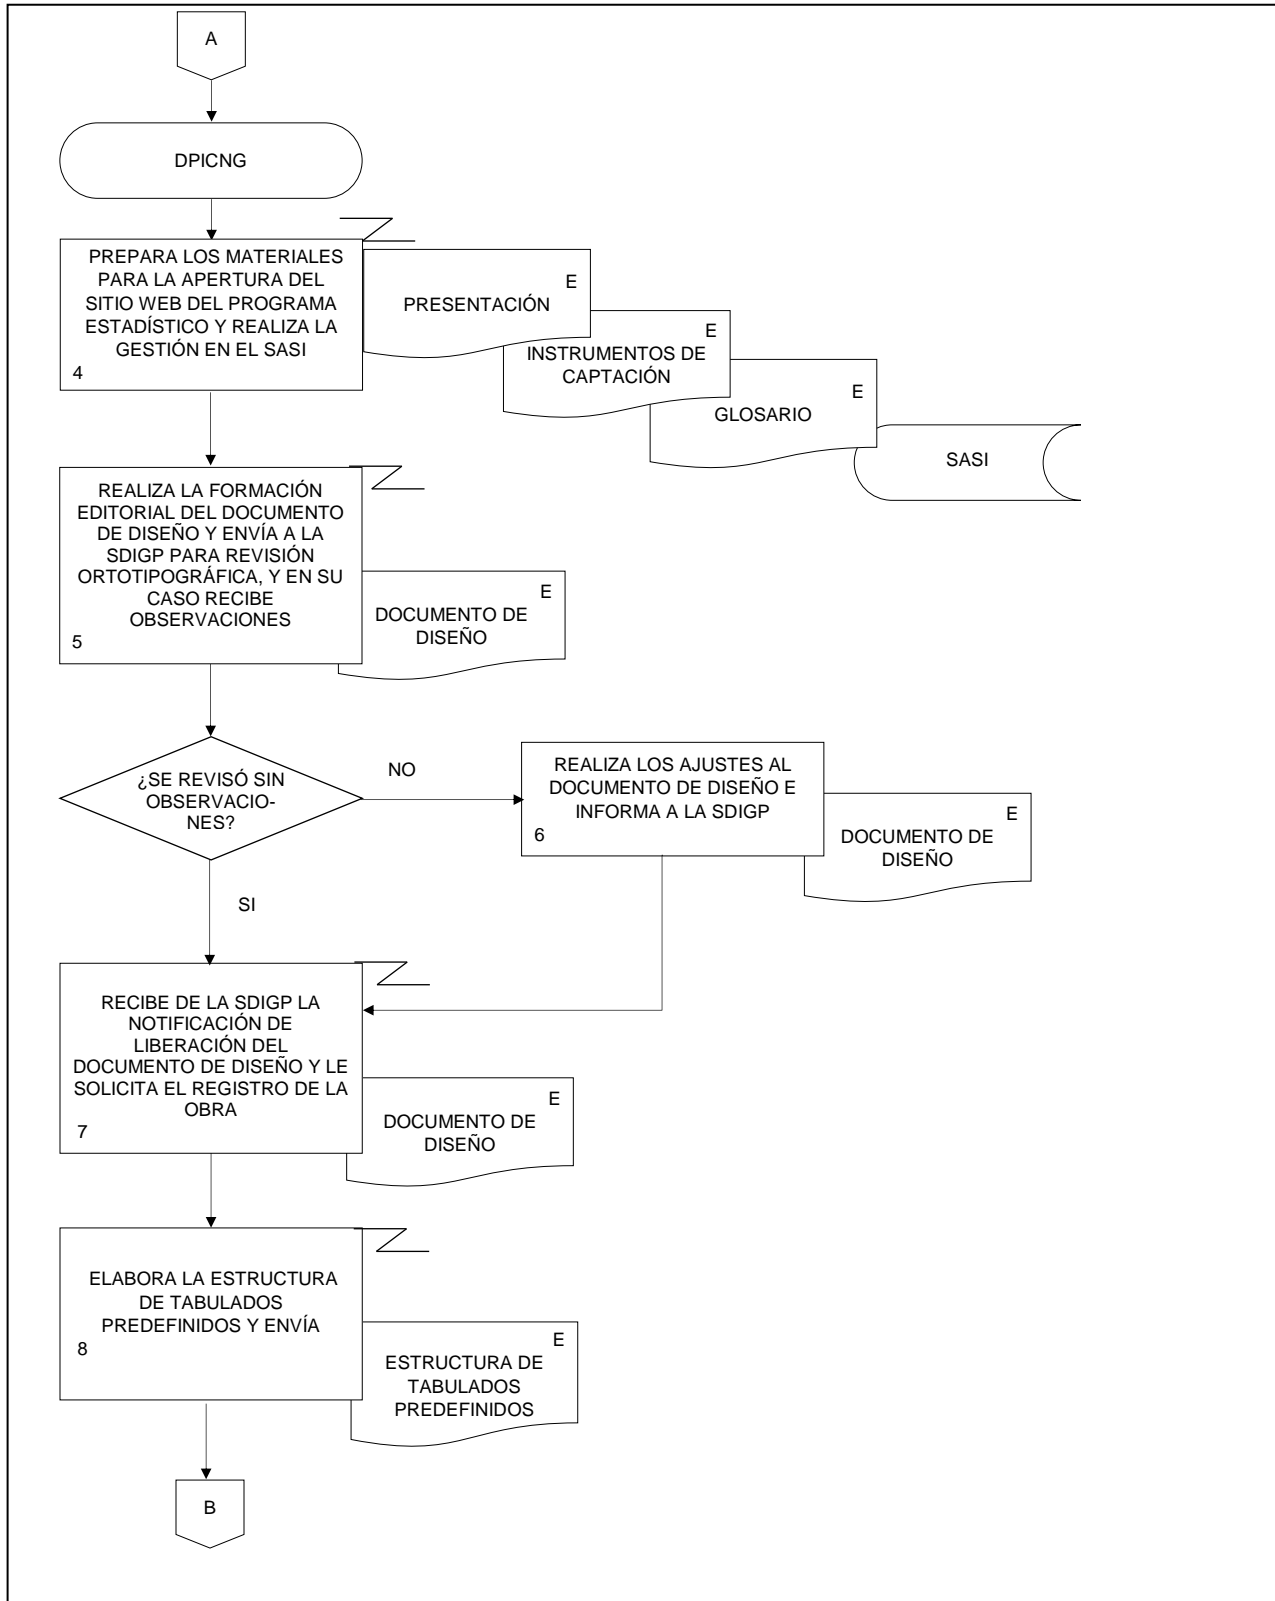 A
DPICNG
PREPARA LOS MATERIALES
PARA LA APERTURA DEL
SITIO WEB DEL PROGRAMA
ESTADÍSTICO Y REALIZA LA
GESTIÓN EN EL SASI
4
E
PRESENTACIÓN
E
INSTRUMENTOS DE
CAPTACIÓN
E
GLOSARIO
SASI
REALIZA LA FORMACIÓN
EDITORIAL DEL DOCUMENTO
DE DISEÑO Y ENVÍA A LA
SDIGP PARA REVISIÓN
ORTOTIPOGRÁFICA, Y EN SU
CASO RECIBE
OBSERVACIONES
5
E
DOCUMENTO DE
DISEÑO
¿SE REVISÓ SIN
OBSERVACIO-
NES?
NO
REALIZA LOS AJUSTES AL
DOCUMENTO DE DISEÑO E
INFORMA A LA SDIGP
6
E
DOCUMENTO DE
DISEÑO
SI
RECIBE DE LA SDIGP LA
NOTIFICACIÓN DE
LIBERACIÓN DEL
DOCUMENTO DE DISEÑO Y LE
SOLICITA EL REGISTRO DE LA
OBRA
7
E
DOCUMENTO DE
DISEÑO
ELABORA LA ESTRUCTURA
DE TABULADOS
PREDEFINIDOS Y ENVÍA
8
E
ESTRUCTURA DE
TABULADOS
PREDEFINIDOS
B